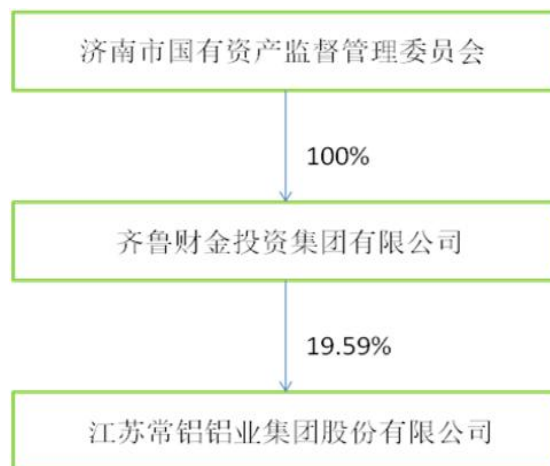 济南市国有资产监督管理委员会
100%
齐鲁财金投资集团有限公司
19.59%
江苏常铝铝业集团股份有限公司